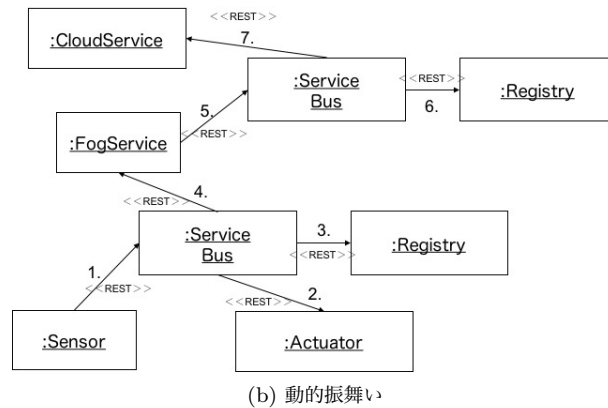 <<REST>>
:CloudService
7.
:Service
Bus
<<REST>>
:Registry
6.
5.
<<REST>>
:FogService
4.
<<REST>>
:Service
Bus
3.
<<REST>>
:Registry
1.
<<REST>>
2.
<<REST>>
:Sensor
:Actuator
(b) 動的振舞い